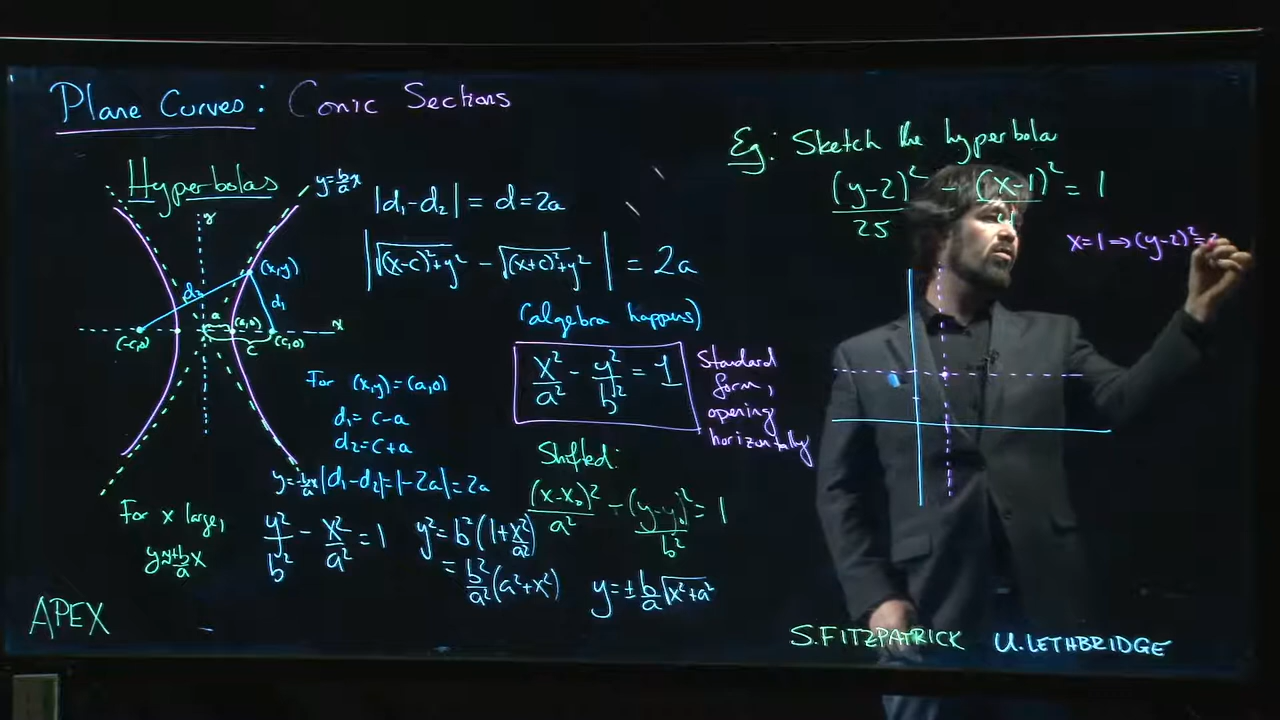 Plane Curves: Conic Sections
Hyperbolas
y=b/a x
y
(x,y)
d₂
d₁
a
(a,0)
x
(-c,0)
c
(c,0)
|d₁-d₂| = d = 2a
|√((x-c)²+y²) - √((x+c)²+y²)| = 2a
(algebra happens)
x²/a² - y²/b² = 1
Standard
form,
opening
horizontally
For (x,y)=(a,0)
d₁= c-a
d₂= c+a
|d₁-d₂|=|-2a|=2a
y=-b/a x
Shifted:
(x-x₀)²/a² - (y-y₀)²/b² = 1
For x large,
y≈±b/a x
y²/b² - x²/a² = 1
y²= b²(1+x²/a²)
= b²/a²(a²+x²)
y=±b/a √(x²+a²)
APEX
Eg: Sketch the hyperbola
(y-2)²/25 - (x-1)²/4 = 1
x=1⇒(y-2)²=
S.FITZPATRICK U.LETHBRIDGE